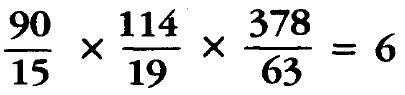 90/15 × 114/19 × 378/63 = 6